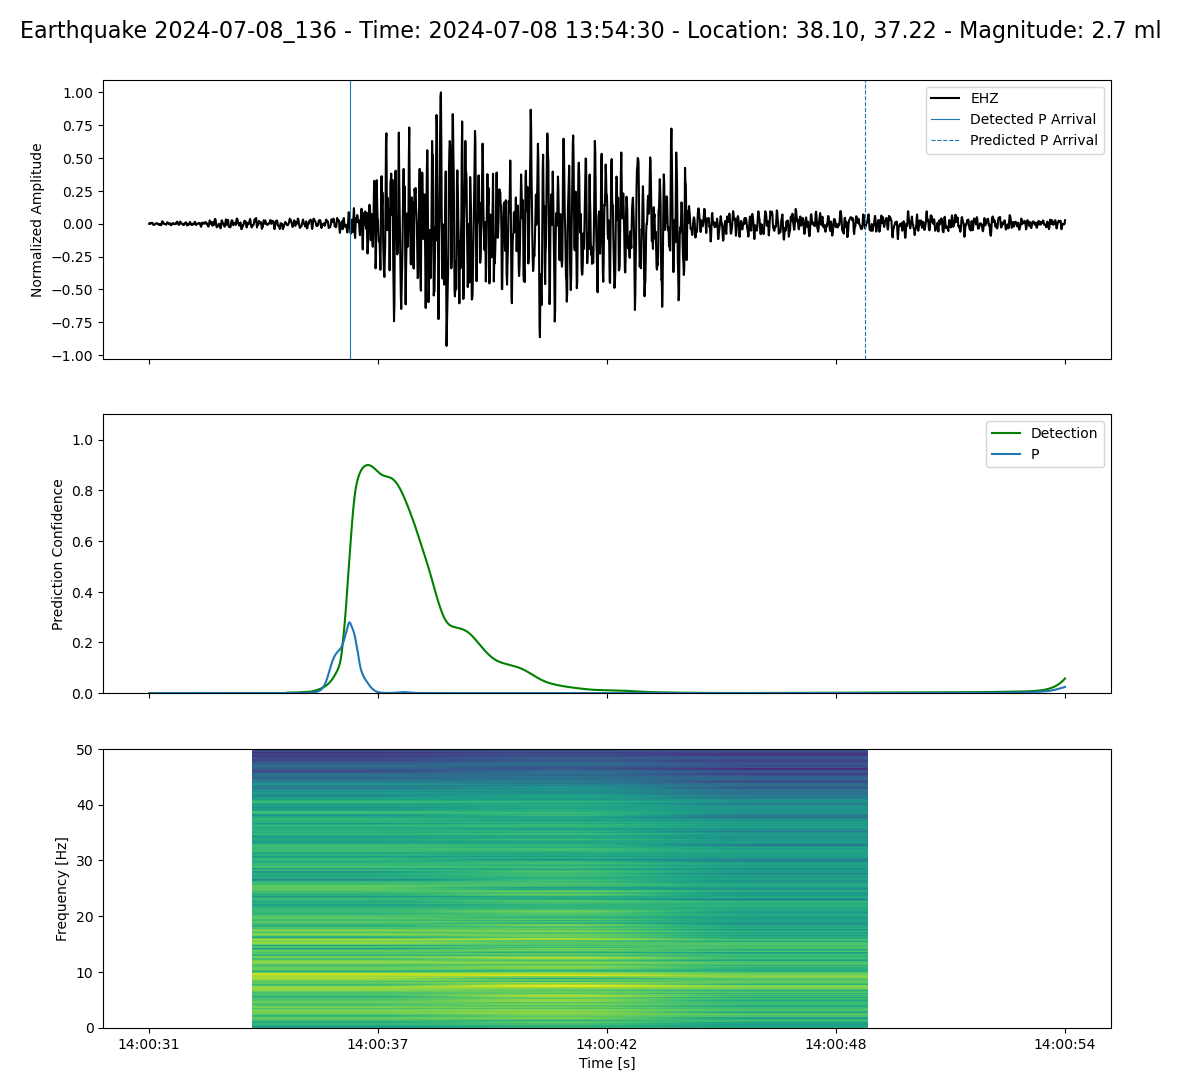 Earthquake 2024-07-08_136 - Time: 2024-07-08 13:54:30 - Location: 38.10, 37.22 - Magnitude: 2.7 ml
Normalized Amplitude
1.00
0.75
0.50
0.25
0.00
−0.25
−0.50
−0.75
−1.00
EHZ
Detected P Arrival
Predicted P Arrival
Prediction Confidence
1.0
0.8
0.6
0.4
0.2
0.0
Detection
P
Frequency [Hz]
50
40
30
20
10
0
14:00:31 14:00:37 14:00:42 14:00:48 14:00:54
Time [s]